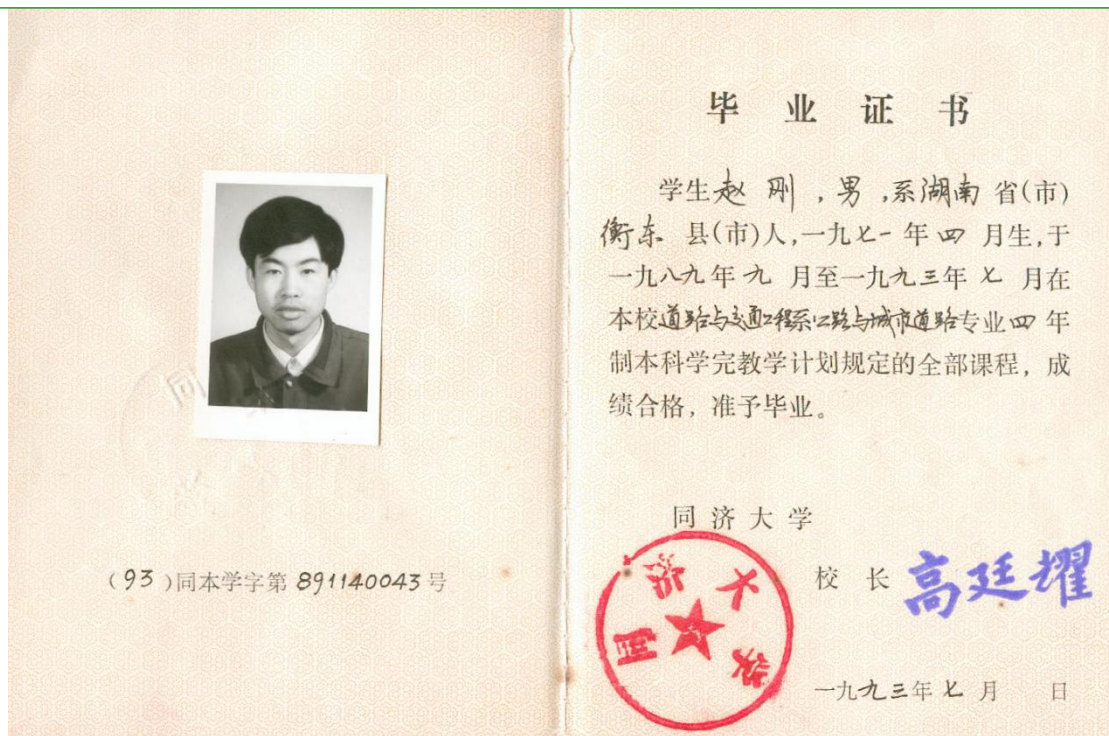 同
(93)同本学字第891140043号
毕业证书
学生赵刚,男,系湖南省(市)
衡东县(市)人,一九七一年四月生,于
一九八九年九月至一九九三年七月在
本校道路与交通工程系公路与城市道路专业四年
制本科学完教学计划规定的全部课程,成
绩合格,准予毕业。
同济大学
校长高廷耀
同济大学
一九九三年七月 日